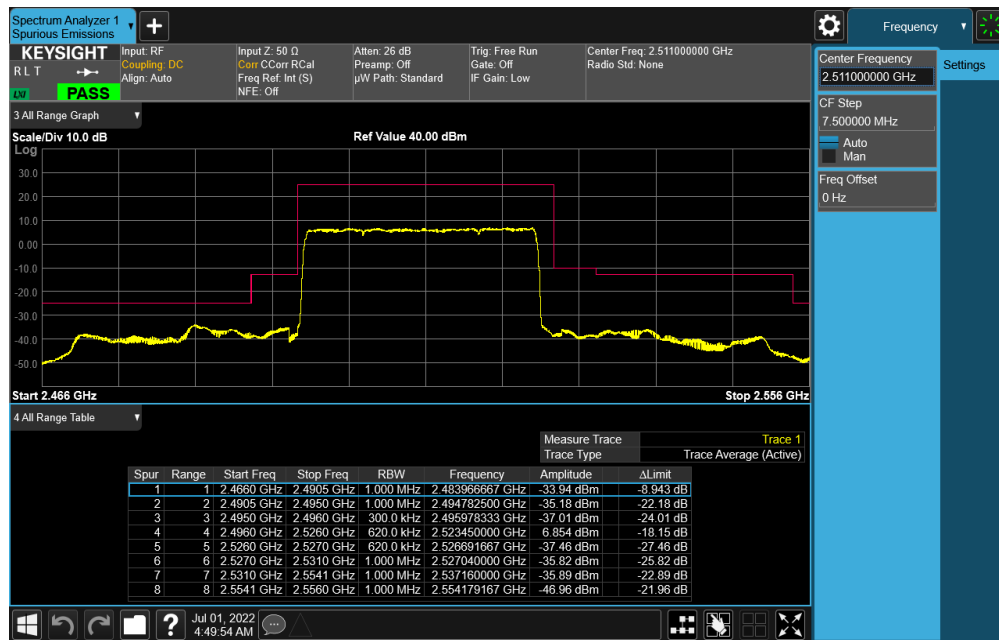 Spectrum Analyzer 1
Spurious Emissions
Frequency
KEYSIGHT
R L T
LXI
PASS
Input: RF
Coupling: DC
Align: Auto
Input Z: 50 Ω
Corr CCorr RCal
Freq Ref: Int (S)
NFE: Off
Atten: 26 dB
Preamp: Off
µW Path: Standard
Trig: Free Run
Gate: Off
IF Gain: Low
Center Freq: 2.511000000 GHz
Radio Std: None
Center Frequency
2.511000000 GHz
Settings
CF Step
7.500000 MHz
Auto
Man
Freq Offset
0 Hz
3 All Range Graph
Scale/Div 10.0 dB
Ref Value 40.00 dBm
Log
30.0
20.0
10.0
0.00
-10.0
-20.0
-30.0
-40.0
-50.0
Start 2.466 GHz
Stop 2.556 GHz
4 All Range Table
Measure Trace Trace 1
Trace Type Trace Average (Active)
Spur Range Start Freq Stop Freq RBW Frequency Amplitude ΔLimit
1 1 2.4660 GHz 2.4905 GHz 1.000 MHz 2.483966667 GHz -33.94 dBm -8.943 dB
2 2 2.4905 GHz 2.4950 GHz 1.000 MHz 2.494782500 GHz -35.18 dBm -22.18 dB
3 3 2.4950 GHz 2.4960 GHz 300.0 kHz 2.495978333 GHz -37.01 dBm -24.01 dB
4 4 2.4960 GHz 2.5260 GHz 620.0 kHz 2.523450000 GHz 6.854 dBm -18.15 dB
5 5 2.5260 GHz 2.5270 GHz 620.0 kHz 2.526691667 GHz -37.46 dBm -27.46 dB
6 6 2.5270 GHz 2.5310 GHz 1.000 MHz 2.527040000 GHz -35.82 dBm -25.82 dB
7 7 2.5310 GHz 2.5541 GHz 1.000 MHz 2.537160000 GHz -35.89 dBm -22.89 dB
8 8 2.5541 GHz 2.5560 GHz 1.000 MHz 2.554179167 GHz -46.96 dBm -21.96 dB
Jul 01, 2022
4:49:54 AM